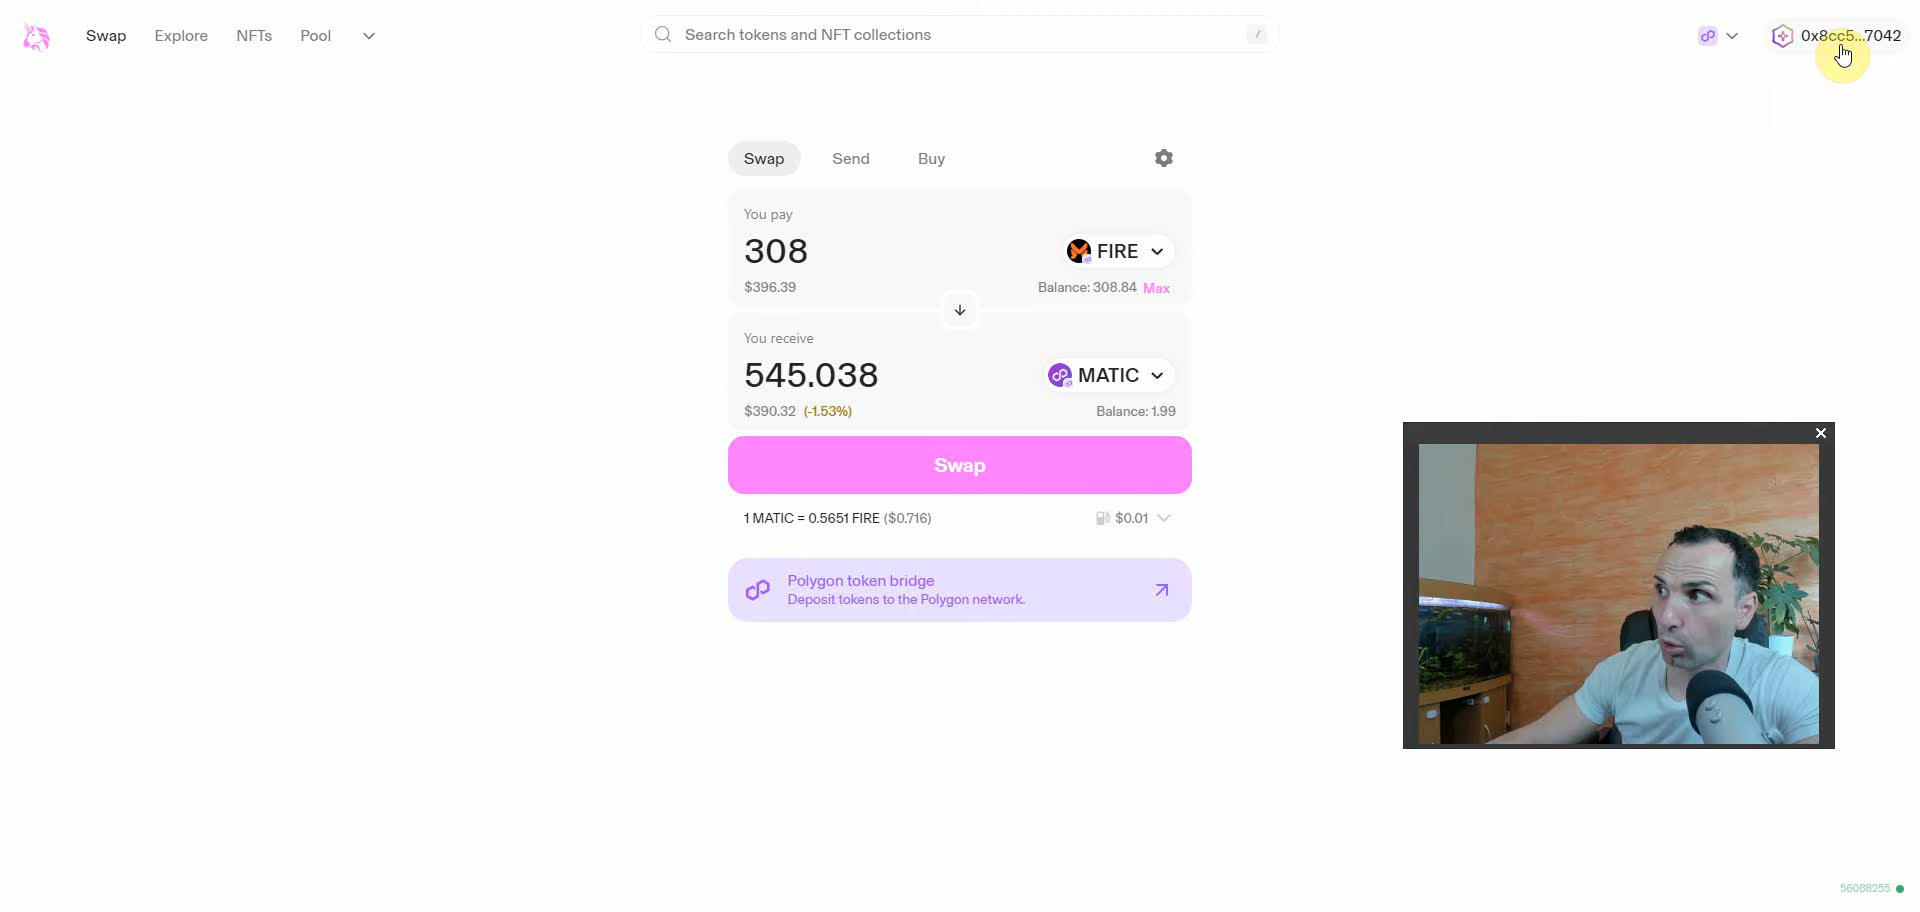 Swap Explore NFTs Pool
Search tokens and NFT collections /
0x8cc5...7042
Swap Send Buy
You pay
308 FIRE
$396.39 Balance: 308.84 Max
You receive
545.038 MATIC
$390.32 (-1.53%) Balance: 1.99
Swap
1 MATIC = 0.5651 FIRE ($0.716) $0.01
Polygon token bridge
Deposit tokens to the Polygon network.
56088255